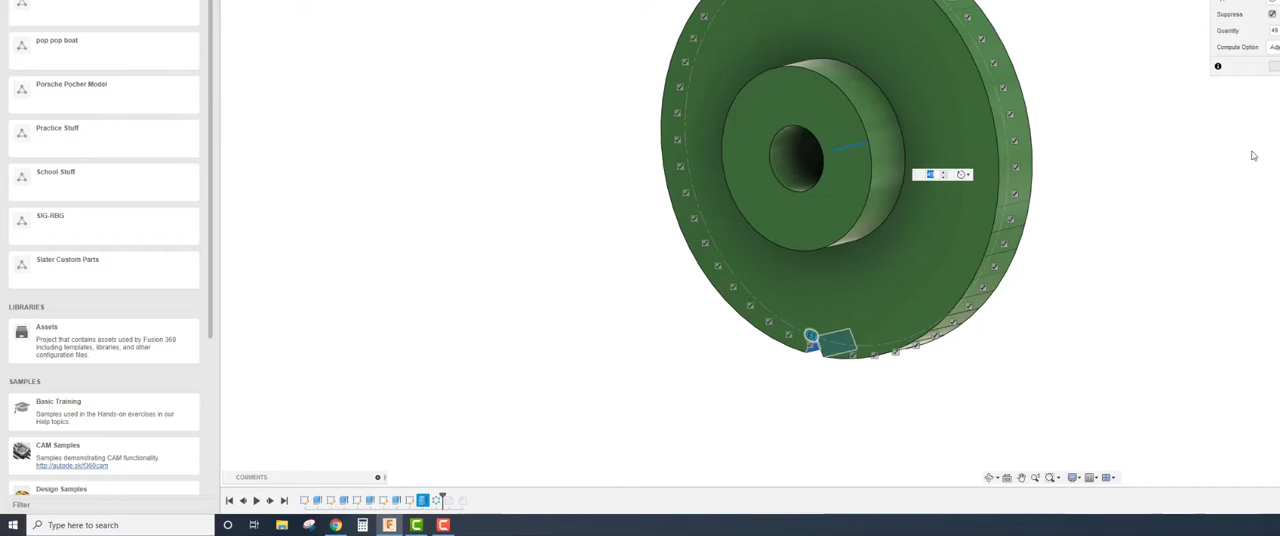 pop pop boat
Porsche Pocher Model
Practice Stuff
School Stuff
SIG-RBG
Slater Custom Parts
LIBRARIES
Assets
Project that contains assets used by Fusion 360
including templates, libraries, and other
configuration files.
SAMPLES
Basic Training
Samples used in the Hands-on exercises in our
Help topics.
CAM Samples
Samples demonstrating CAM functionality.
http://autode.sk/f360cam
Design Samples
Filter
Suppress
Quantity 49
Compute Option Adj
49
COMMENTS
Type here to search